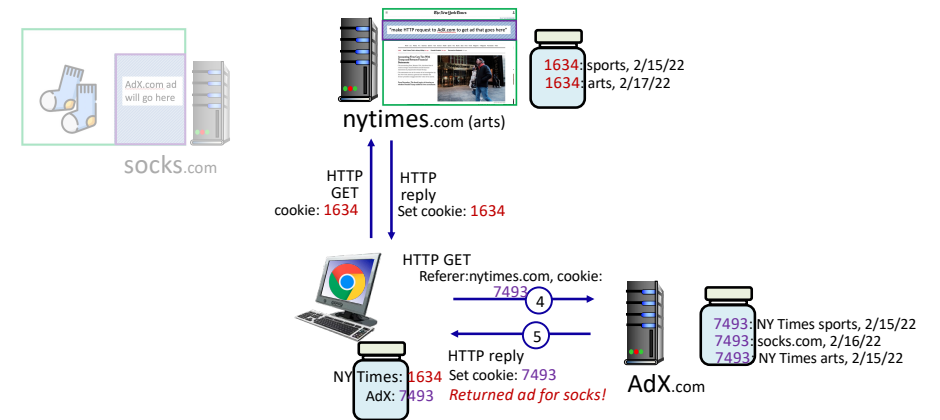 The New York Times
"make HTTP request to AdX.com to get ad that goes here"
AdX.com ad
will go here
socks.com
1634: sports, 2/15/22
1634: arts, 2/17/22
nytimes.com (arts)
HTTP
GET
cookie: 1634
HTTP
reply
Set cookie: 1634
HTTP GET
Referer:nytimes.com, cookie:
7493
4
5
HTTP reply
Set cookie: 7493
Returned ad for socks!
NY Times: 1634
AdX: 7493
AdX.com
7493: NY Times sports, 2/15/22
7493: socks.com, 2/16/22
7493: NY Times arts, 2/15/22